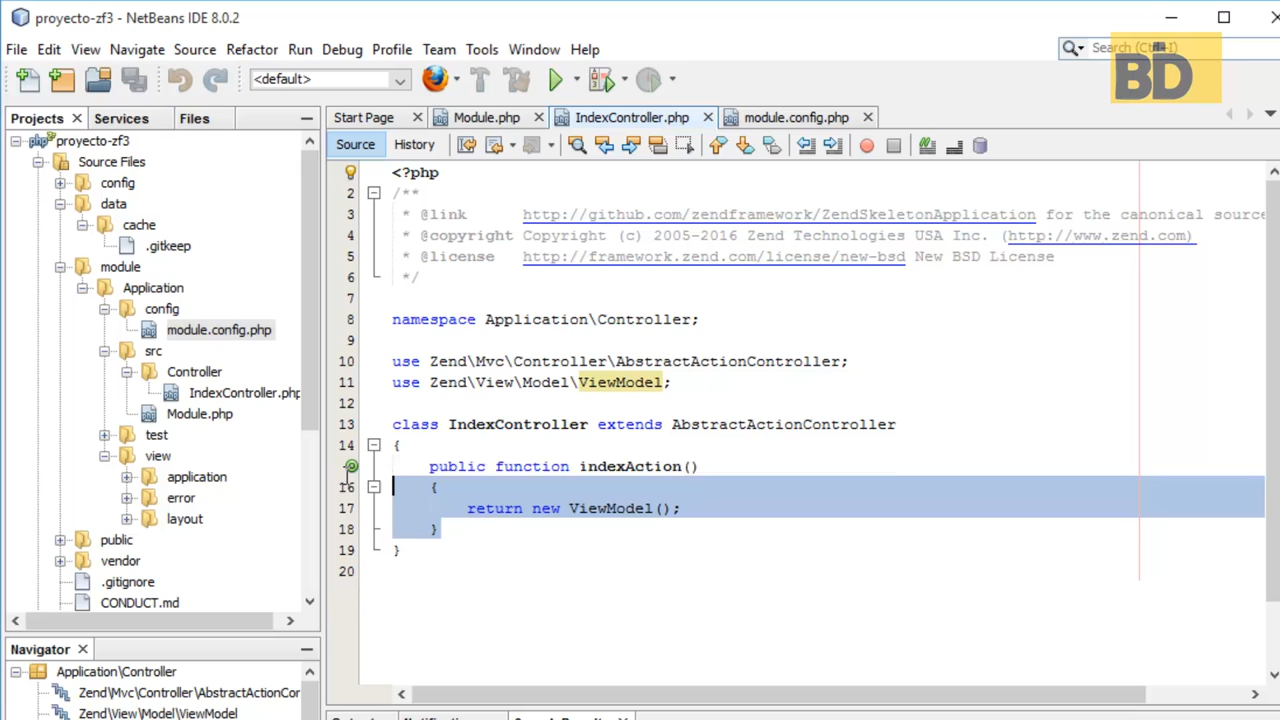 proyecto-zf3 - NetBeans IDE 8.0.2
File Edit View Navigate Source Refactor Run Debug Profile Team Tools Window Help
Search (Ctrl+I)
BD
<default>
Projects Services Files
Start Page Module.php IndexController.php module.config.php
Source History
proyecto-zf3
Source Files
config
data
cache
.gitkeep
module
Application
config
module.config.php
src
Controller
IndexController.php
Module.php
test
view
application
error
layout
public
vendor
.gitignore
CONDUCT.md
<?php
2 /**
3 * @link http://github.com/zendframework/ZendSkeletonApplication for the canonical source
4 * @copyright Copyright (c) 2005-2016 Zend Technologies USA Inc. (http://www.zend.com)
5 * @license http://framework.zend.com/license/new-bsd New BSD License
6 */
7
8 namespace Application\Controller;
9
10 use Zend\Mvc\Controller\AbstractActionController;
11 use Zend\View\Model\ViewModel;
12
13 class IndexController extends AbstractActionController
14 {
public function indexAction()
16 {
17 return new ViewModel();
18 }
19 }
20
Navigator
Application\Controller
Zend\Mvc\Controller\AbstractActionCor
Zend\View\Model\ViewModel